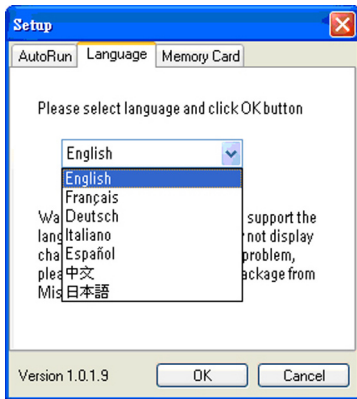 Setup
AutoRun Language Memory Card
Please select language and click OK button
English
English
Français
Deutsch
Italiano
Español
中文
日本語
Wa support the
lang not display
cha problem,
plea ackage from
Mis
Version 1.0.1.9 OK Cancel